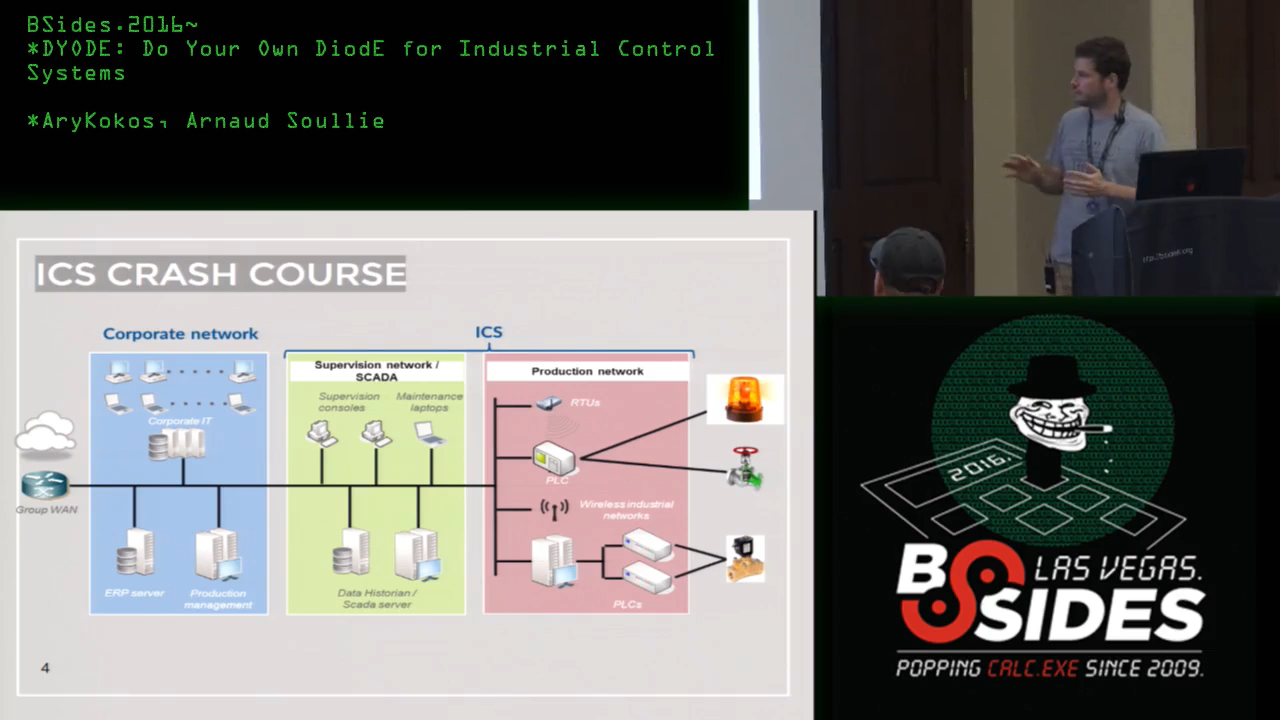 BSides.2016~
*DYODE: Do Your Own DiodE for Industrial Control
Systems
*AryKokos, Arnaud Soullie
ICS CRASH COURSE
Corporate network
ICS
Supervision network /
SCADA
Production network
Supervision
consoles
Maintenance
laptops
RTUs
Corporate IT
PLC
Group WAN
Wireless industrial
networks
ERP server
Production
management
Data Historian /
Scada server
PLCs
4
2016.
BSIDES
LAS VEGAS.
POPPING CALC.EXE SINCE 2009.